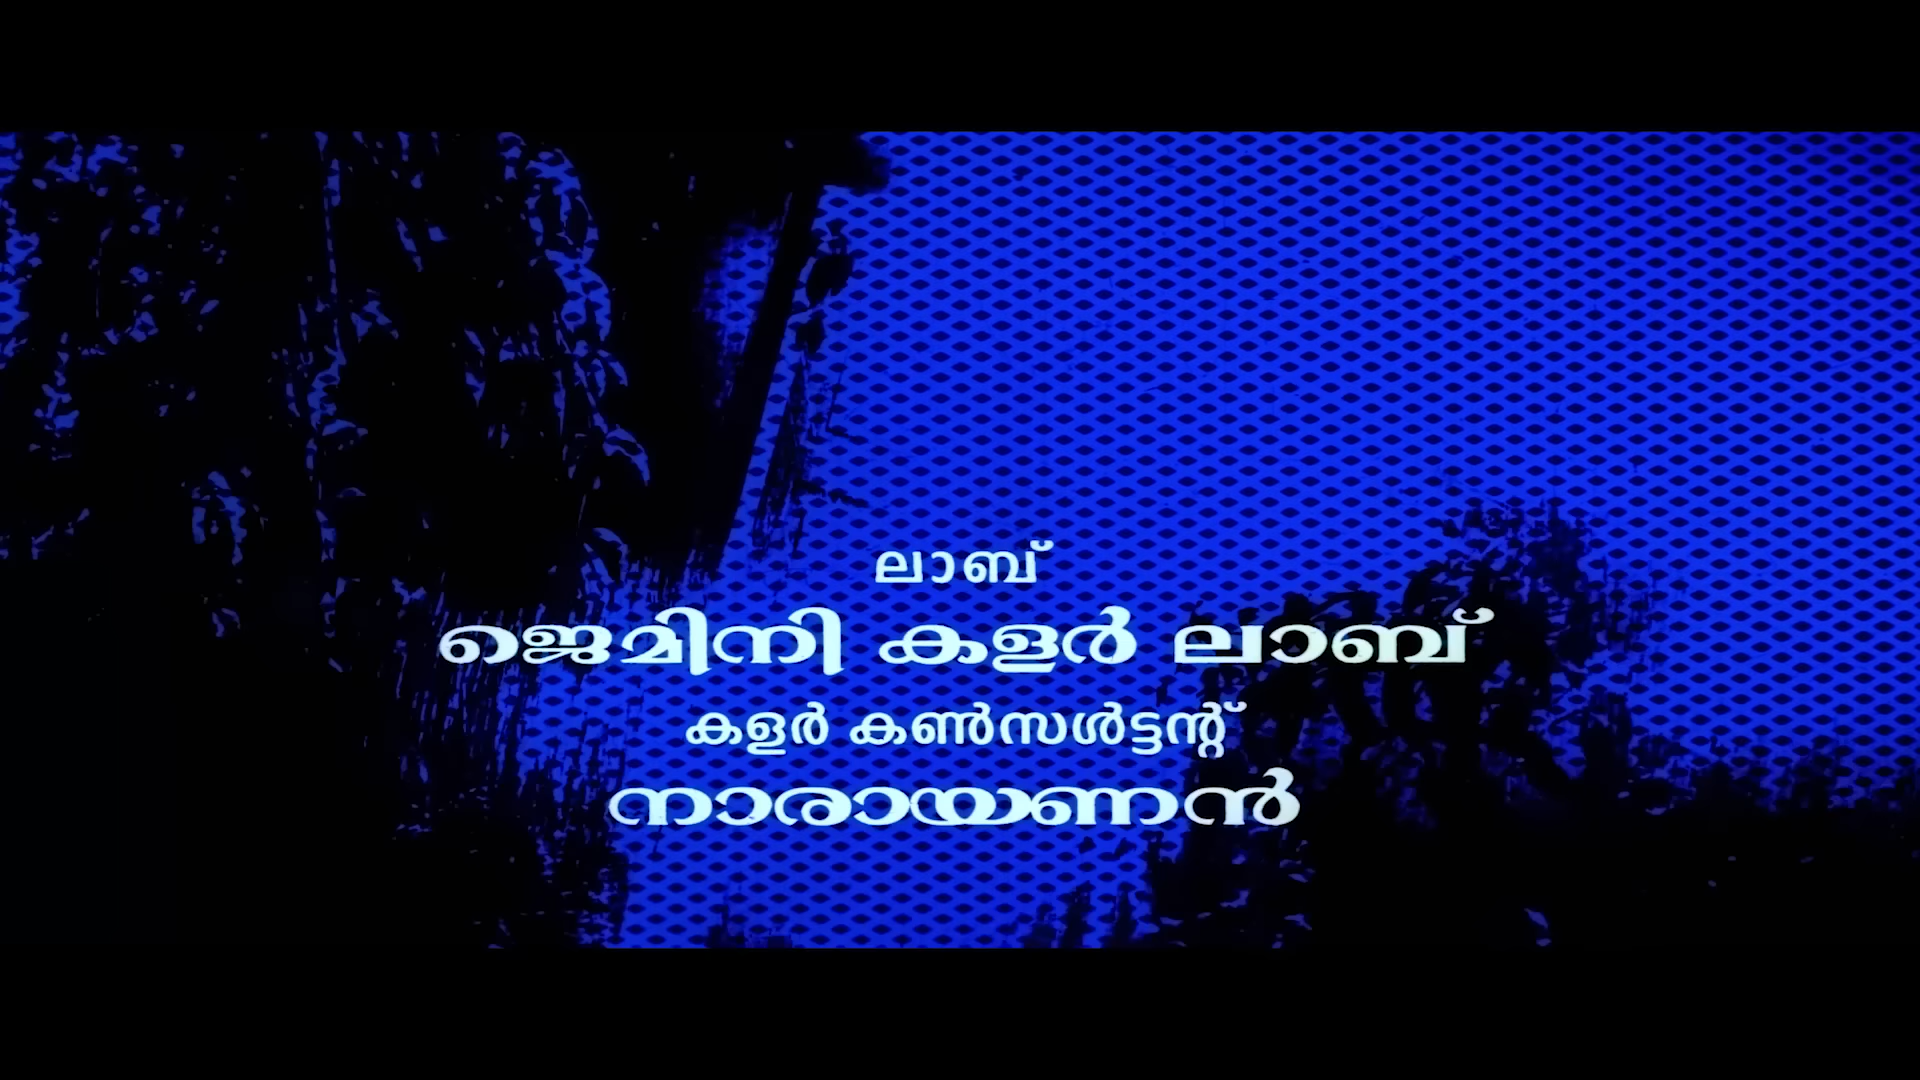 ലാബ്
ജെമിനി കളർ ലാബ്
കളർ കൺസൾട്ടന്റ്
നാരായണൻ